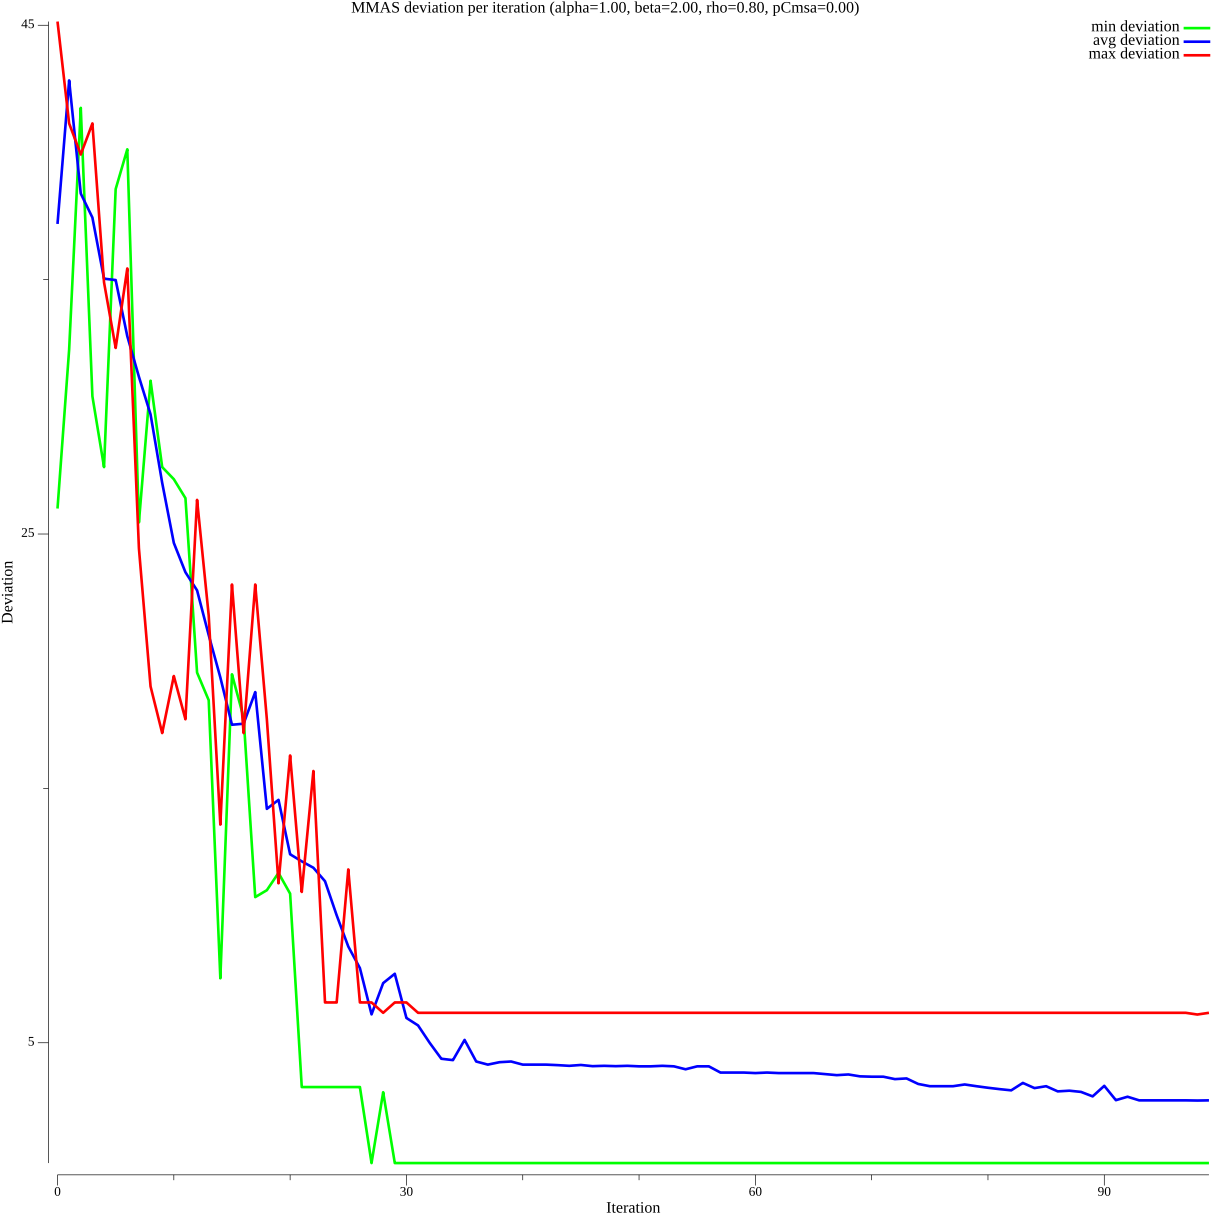 MMAS deviation per iteration (alpha=1.00, beta=2.00, rho=0.80, pCmsa=0.00)
min deviation
avg deviation
max deviation
45
25
5
Deviation
0 30 60 90
Iteration